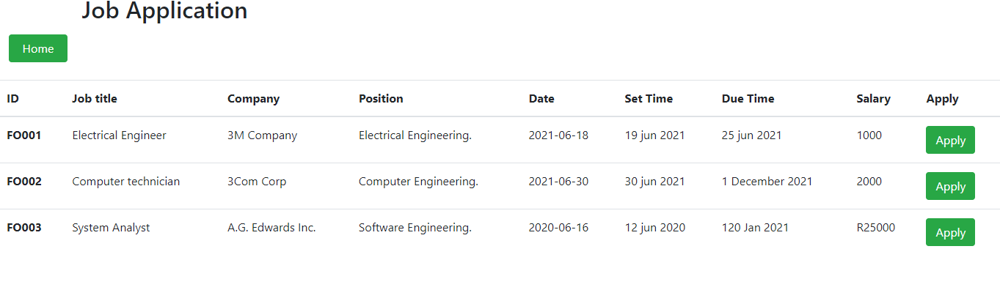 Job Application
Home
ID Job title Company Position Date Set Time Due Time Salary Apply
FO001 Electrical Engineer 3M Company Electrical Engineering. 2021-06-18 19 jun 2021 25 jun 2021 1000 Apply
FO002 Computer technician 3Com Corp Computer Engineering. 2021-06-30 30 jun 2021 1 December 2021 2000 Apply
FO003 System Analyst A.G. Edwards Inc. Software Engineering. 2020-06-16 12 jun 2020 120 Jan 2021 R25000 Apply